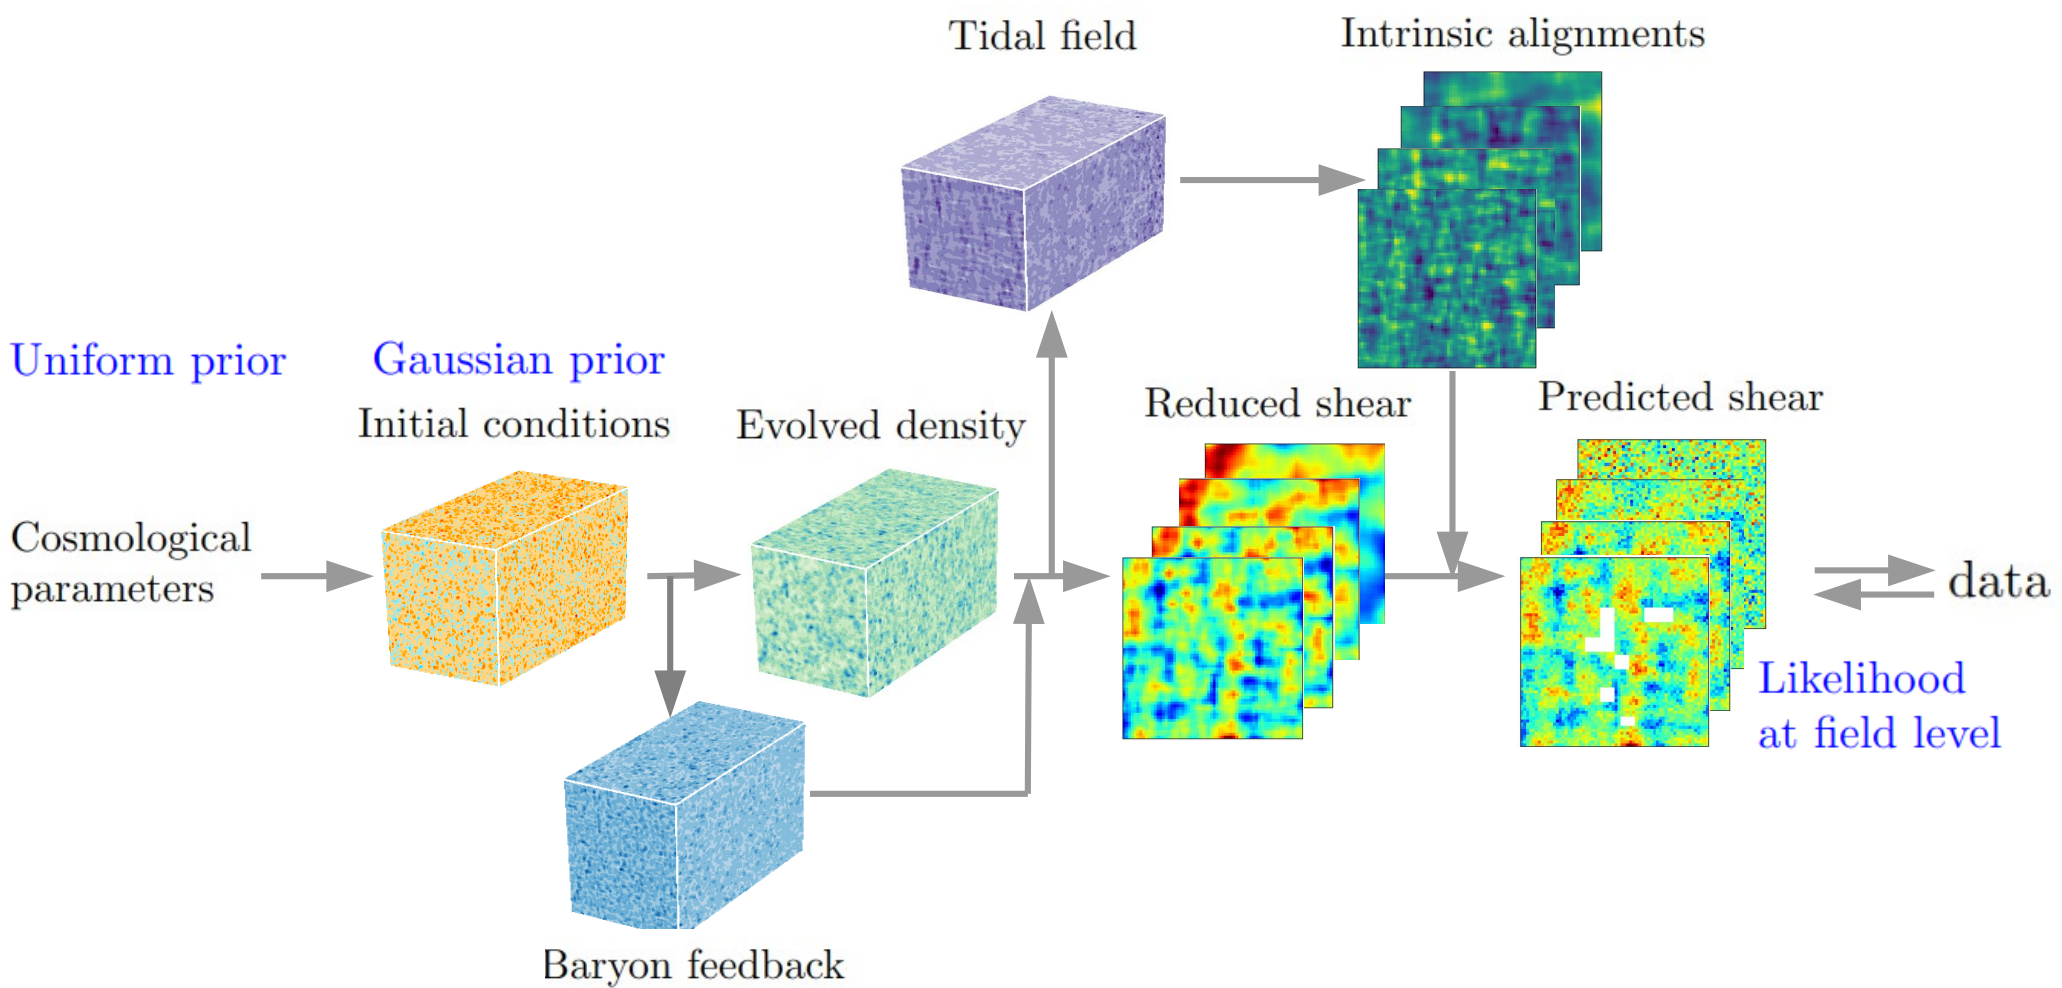 Tidal field
Intrinsic alignments
Uniform prior
Gaussian prior
Initial conditions
Evolved density
Reduced shear
Predicted shear
Cosmological
parameters
data
Likelihood
at field level
Baryon feedback